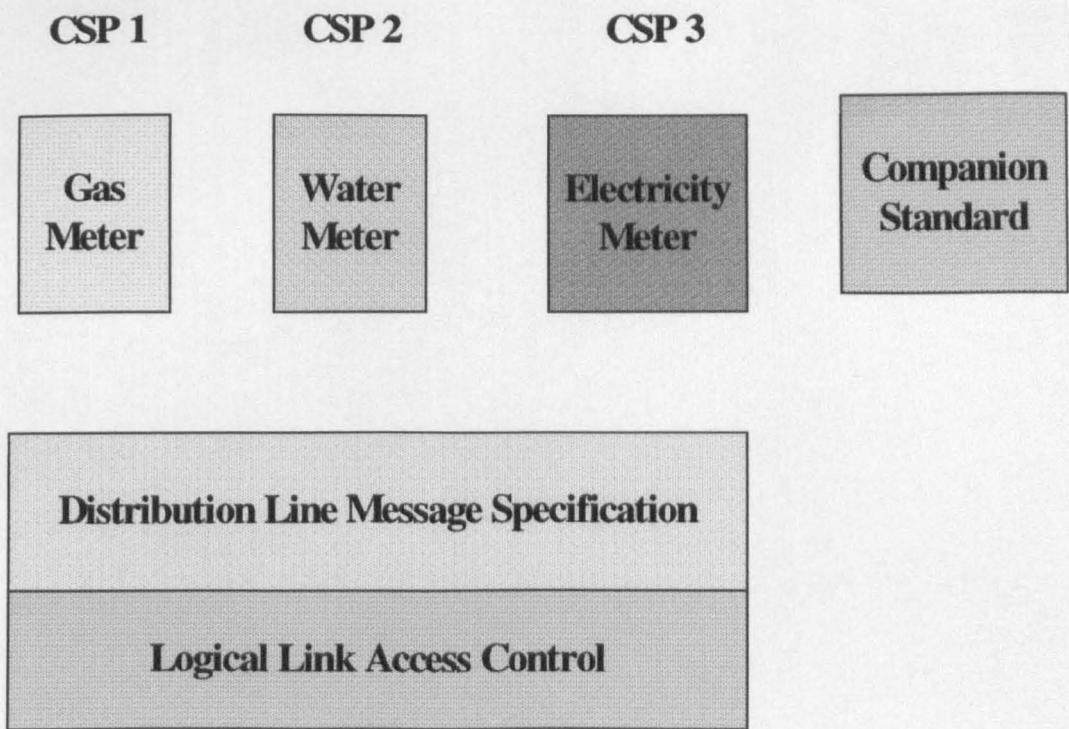 CSP 1 CSP 2 CSP 3
Gas
Meter
Water
Meter
Electricity
Meter
Companion
Standard
Distribution Line Message Specification
Logical Link Access Control